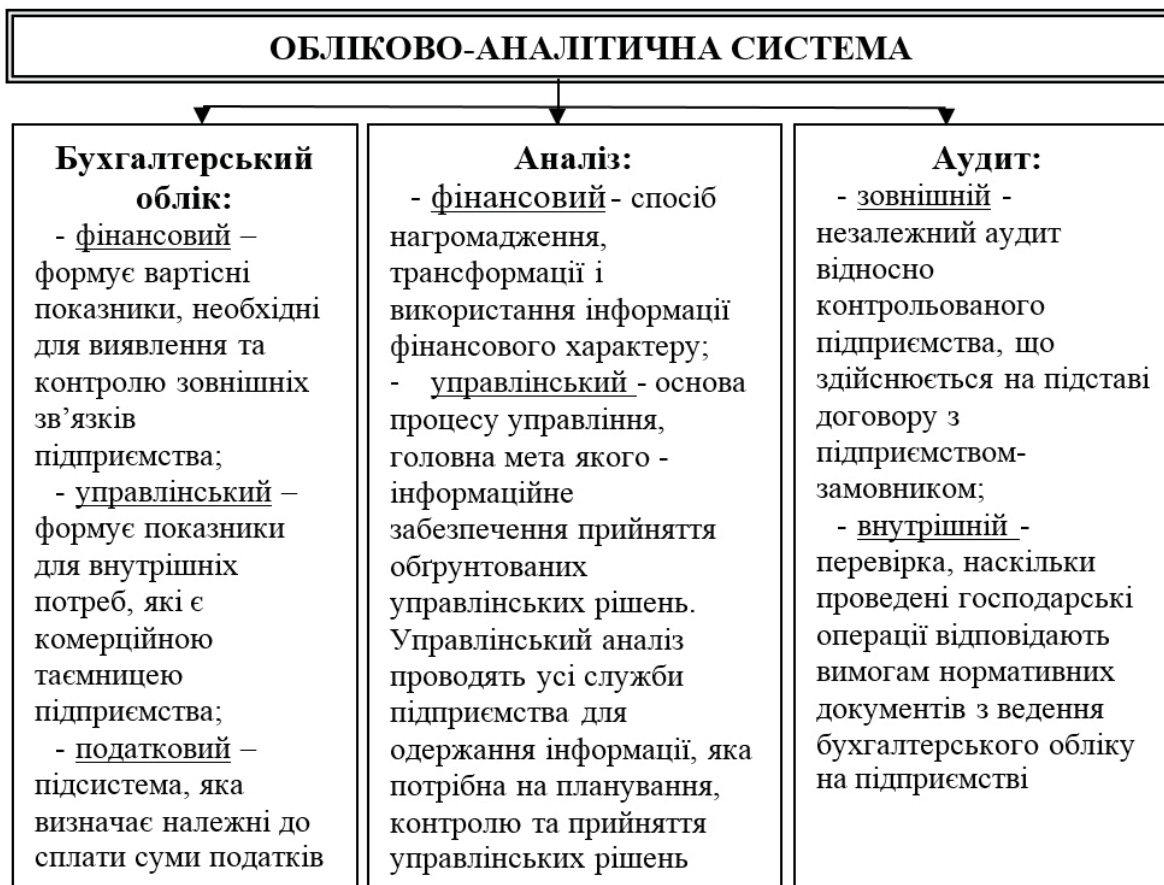 ОБЛІКОВО-АНАЛІТИЧНА СИСТЕМА
Бухгалтерський
облік:
- фінансовий –
формує вартісні
показники, необхідні
для виявлення та
контролю зовнішніх
зв’язків
підприємства;
- управлінський –
формує показники
для внутрішніх
потреб, які є
комерційною
таємницею
підприємства;
- податковий –
підсистема, яка
визначає належні до
сплати суми податків
Аналіз:
- фінансовий - спосіб
нагромадження,
трансформації і
використання інформації
фінансового характеру;
- управлінський - основа
процесу управління,
головна мета якого -
інформаційне
забезпечення прийняття
обґрунтованих
управлінських рішень.
Управлінський аналіз
проводять усі служби
підприємства для
одержання інформації, яка
потрібна на планування,
контролю та прийняття
управлінських рішень
Аудит:
- зовнішній -
незалежний аудит
відносно
контрольованого
підприємства, що
здійснюється на підставі
договору з
підприємством-
замовником;
- внутрішній -
перевірка, наскільки
проведені господарські
операції відповідають
вимогам нормативних
документів з ведення
бухгалтерського обліку
на підприємстві